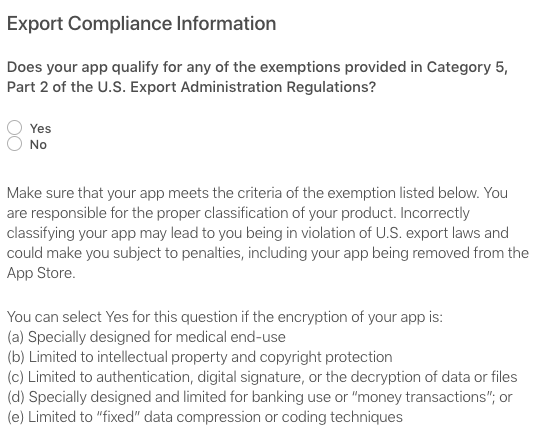 Export Compliance Information
Does your app qualify for any of the exemptions provided in Category 5,
Part 2 of the U.S. Export Administration Regulations?
Yes
No
Make sure that your app meets the criteria of the exemption listed below. You
are responsible for the proper classification of your product. Incorrectly
classifying your app may lead to you being in violation of U.S. export laws and
could make you subject to penalties, including your app being removed from the
App Store.
You can select Yes for this question if the encryption of your app is:
(a) Specially designed for medical end-use
(b) Limited to intellectual property and copyright protection
(c) Limited to authentication, digital signature, or the decryption of data or files
(d) Specially designed and limited for banking use or “money transactions”; or
(e) Limited to “fixed” data compression or coding techniques